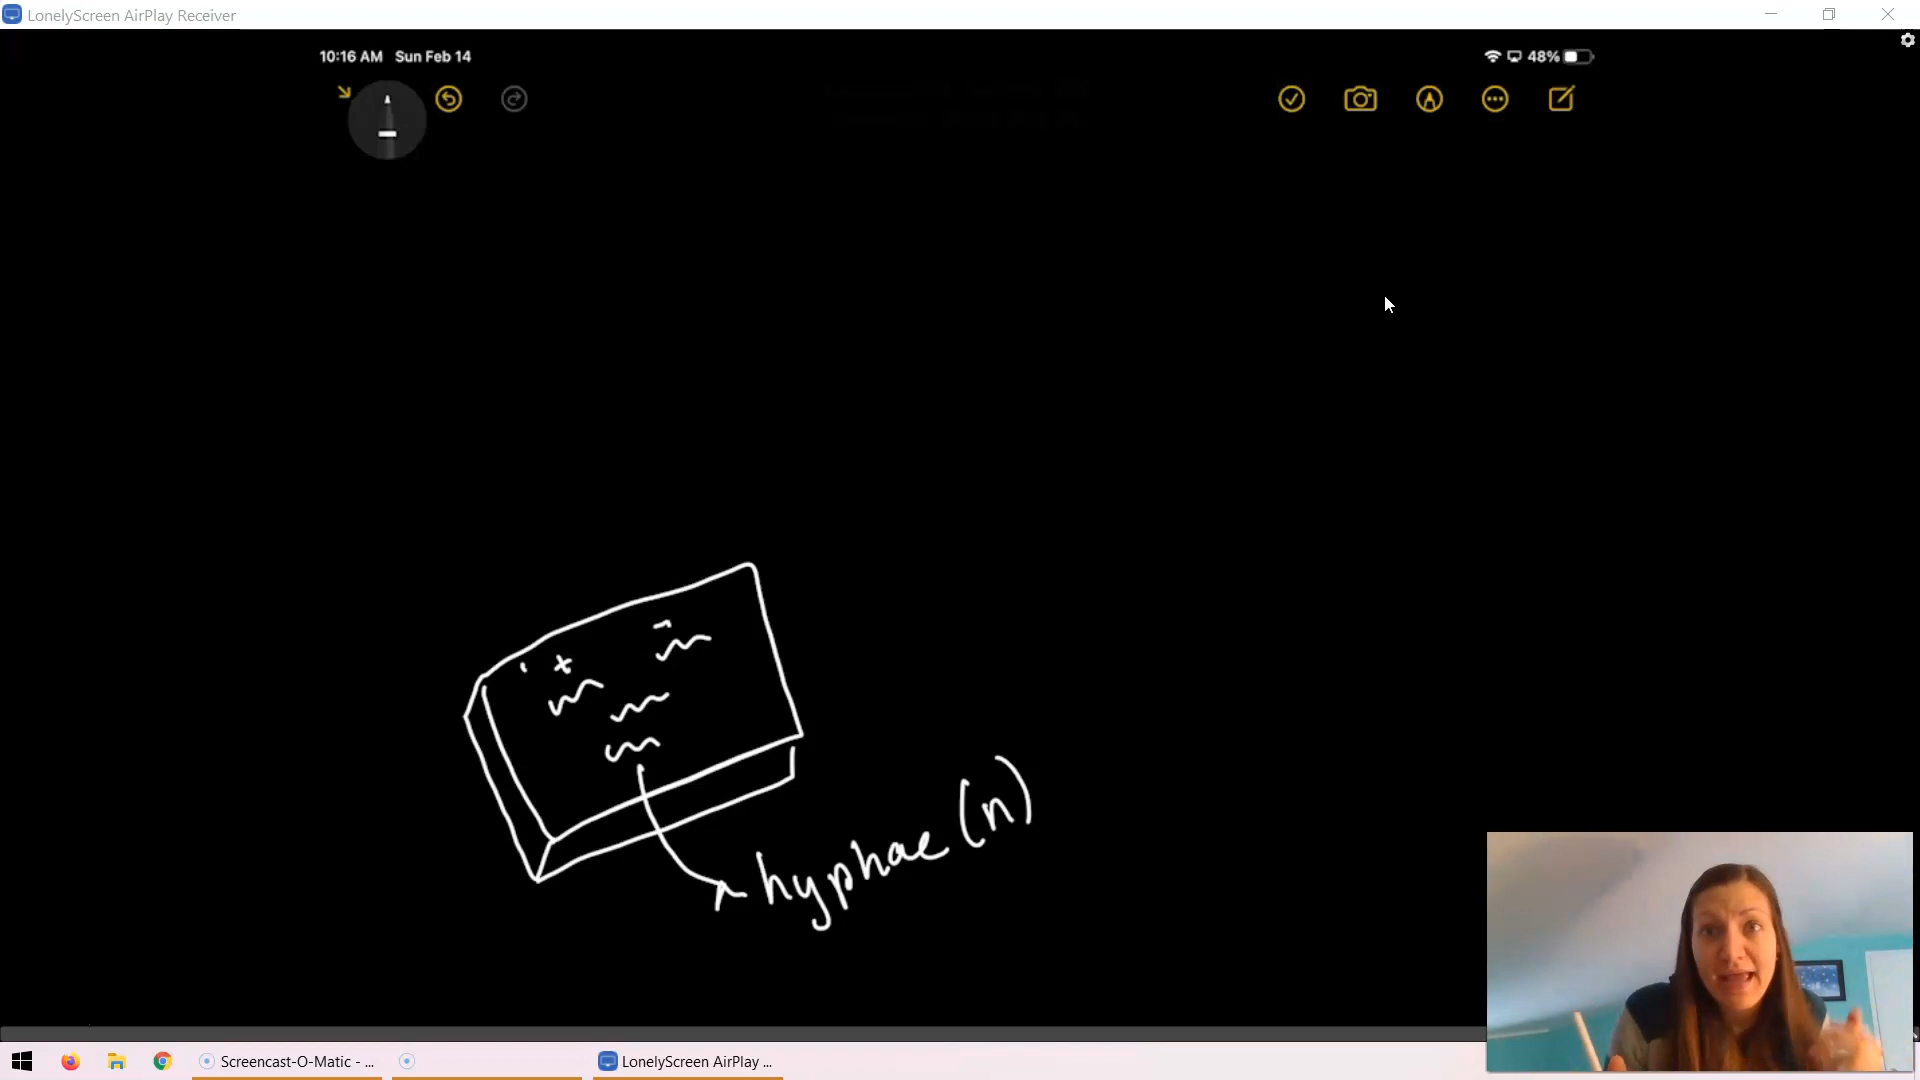 LonelyScreen AirPlay Receiver
10:16 AM Sun Feb 14
48%
+
-
hyphae (n)
Screencast-O-Matic - ...
LonelyScreen AirPlay ...